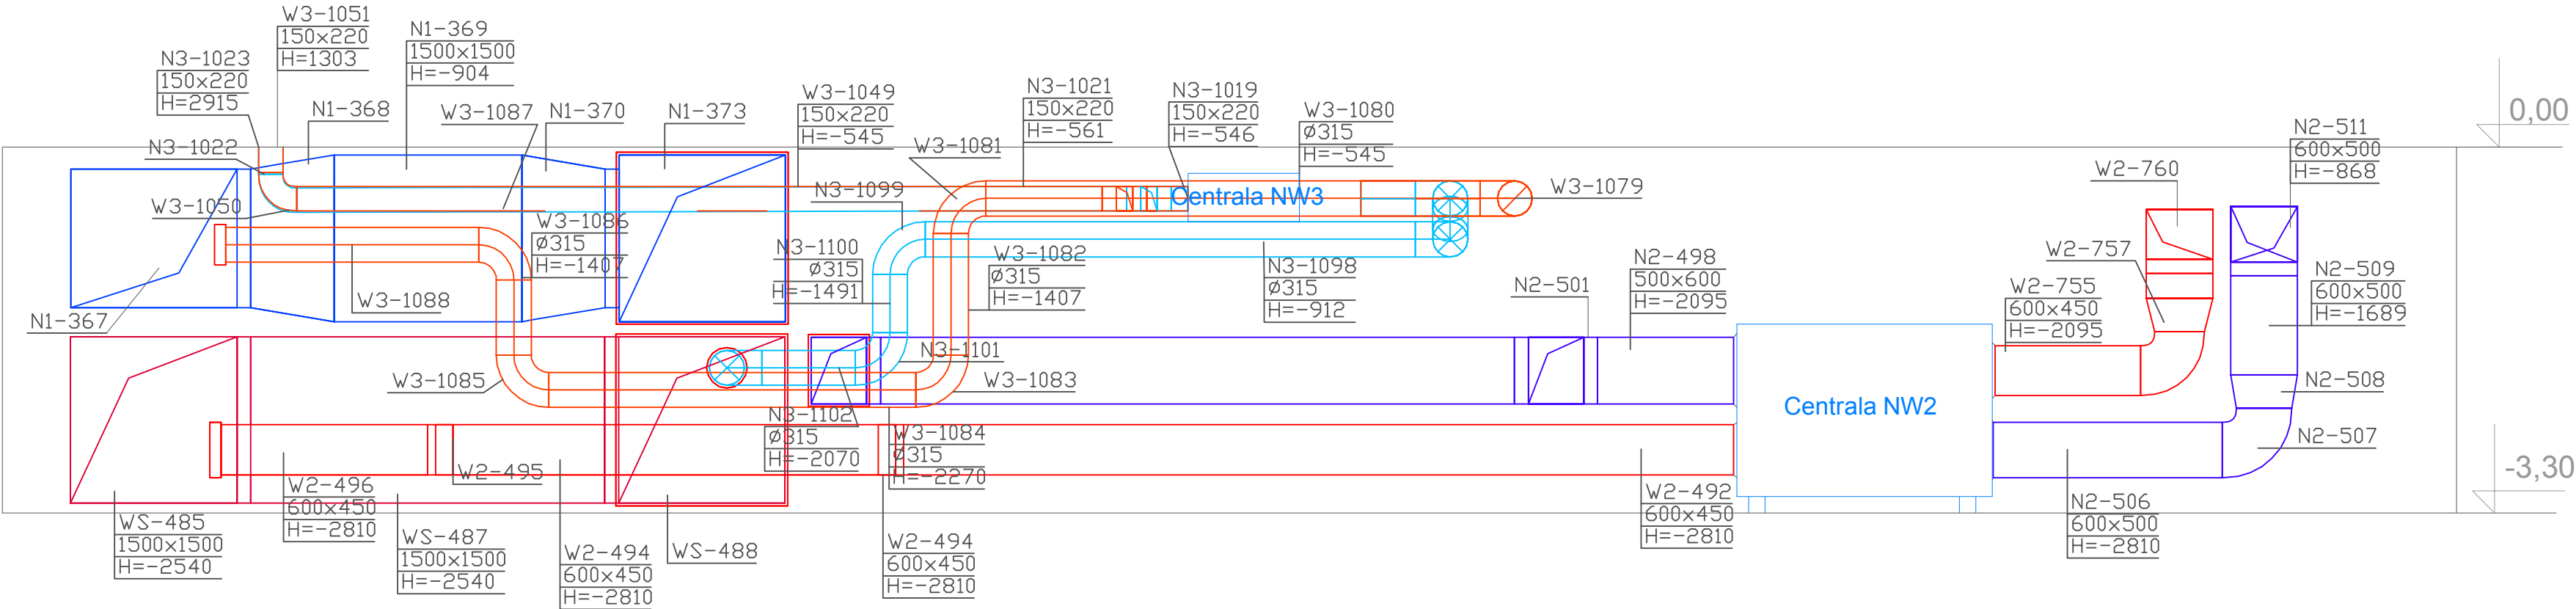 W3-1051
150x220
H=1303
N1-369
1500x1500
H=-904
N3-1023
150x220
H=2915
N1-368
W3-1087
N1-370
N1-373
W3-1049
150x220
H=-545
N3-1021
150x220
H=-561
N3-1019
150x220
H=-546
W3-1080
Ø315
H=-545
0,00
N2-511
600x500
H=-868
N3-1022
W3-1081
W2-760
N3-1099
Centrala NW3
W3-1079
W3-1050
W3-1086
Ø315
H=-1407
N3-1100
Ø315
H=-1491
W3-1082
Ø315
H=-1407
N3-1098
Ø315
H=-912
N2-501
N2-498
500x600
H=-2095
W2-757
W2-755
600x450
H=-2095
N2-509
600x500
H=-1689
W3-1088
N1-367
W3-1085
N3-1101
W3-1083
N2-508
Centrala NW2
N3-1102
Ø315
H=-2070
W3-1084
Ø315
H=-2270
N2-507
-3,30
W2-495
W2-496
600x450
H=-2810
W2-492
600x450
H=-2810
N2-506
600x500
H=-2810
WS-485
1500x1500
H=-2540
WS-487
1500x1500
H=-2540
W2-494
600x450
H=-2810
WS-488
W2-494
600x450
H=-2810